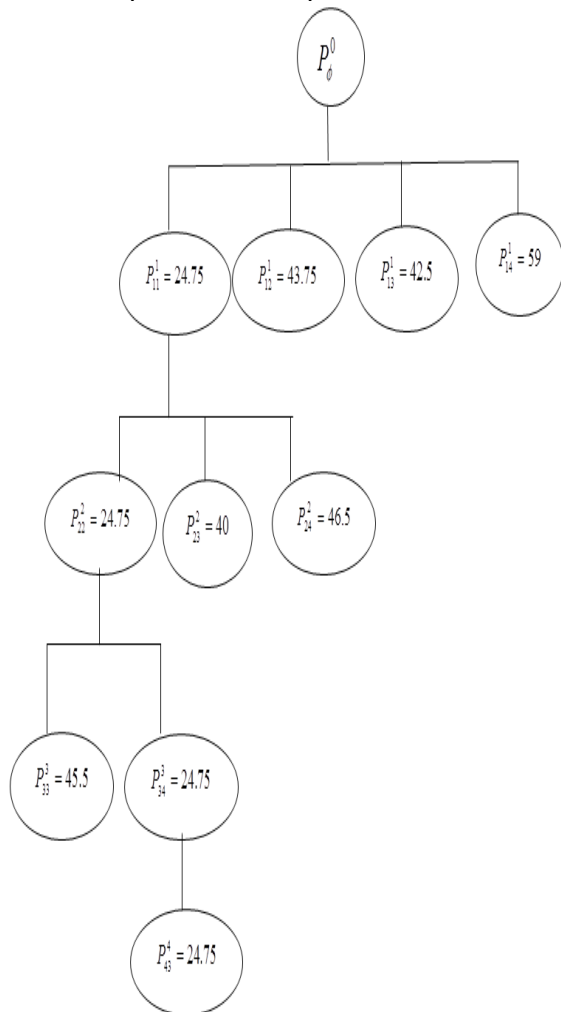 P_ϕ^0
P_11^1 = 24.75
P_12^1 = 43.75
P_13^1 = 42.5
P_14^1 = 59
P_22^2 = 24.75
P_23^2 = 40
P_24^2 = 46.5
P_33^3 = 45.5
P_34^3 = 24.75
P_43^4 = 24.75